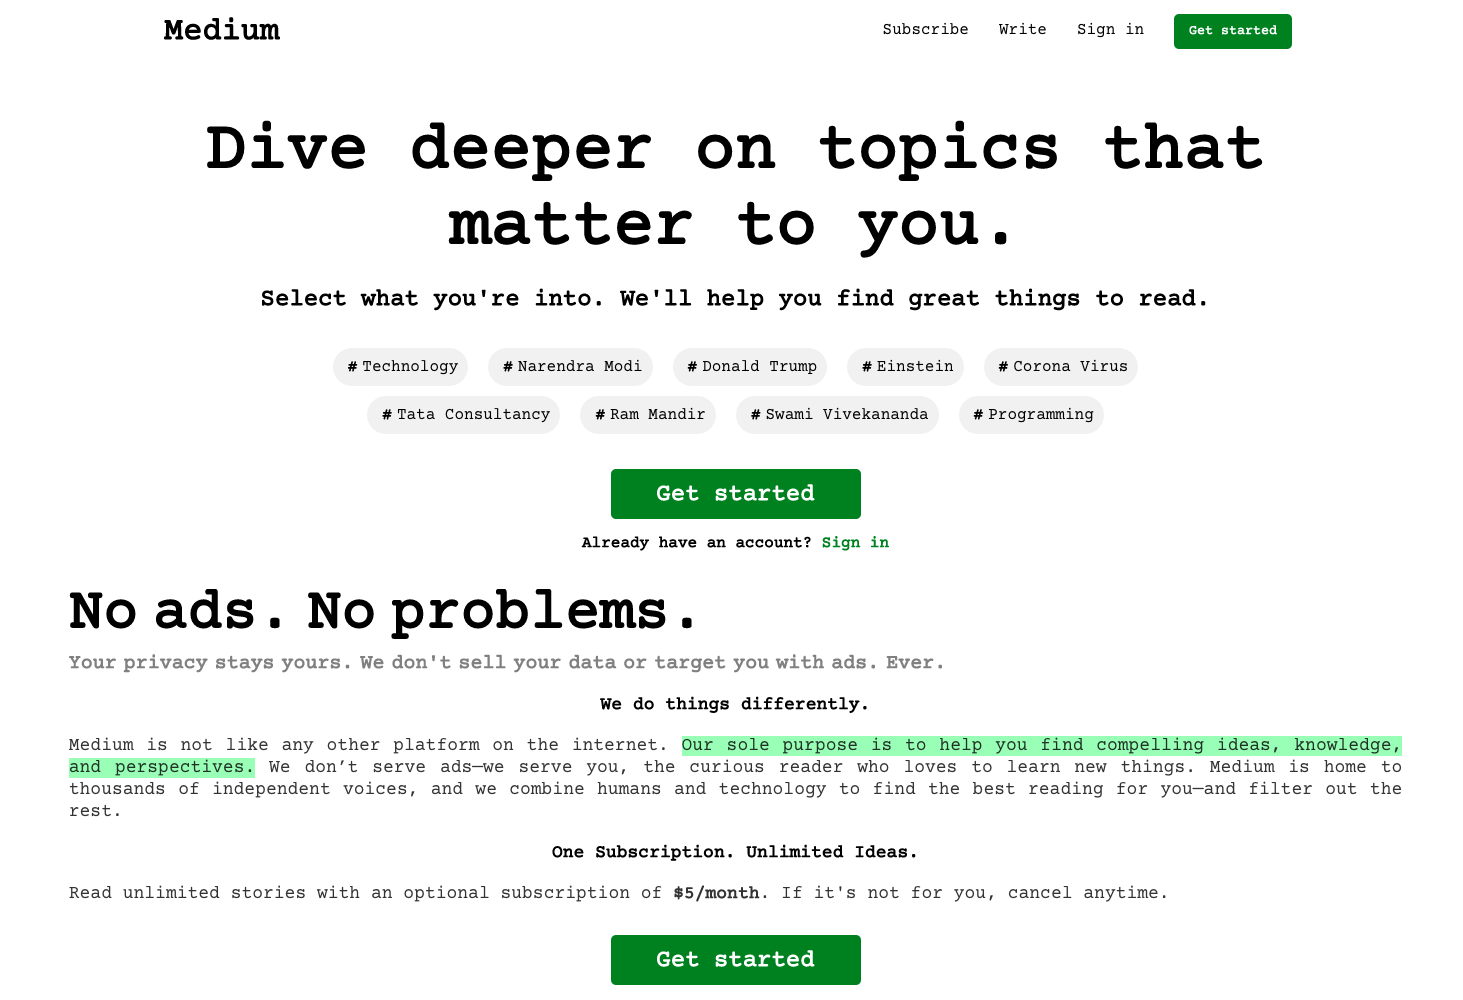 Medium
Subscribe Write Sign in Get started
Dive deeper on topics that
matter to you.
Select what you're into. We'll help you find great things to read.
# Technology # Narendra Modi # Donald Trump # Einstein # Corona Virus
# Tata Consultancy # Ram Mandir # Swami Vivekananda # Programming
Get started
Already have an account? Sign in
No ads. No problems.
Your privacy stays yours. We don't sell your data or target you with ads. Ever.
We do things differently.
Medium is not like any other platform on the internet. Our sole purpose is to help you find compelling ideas, knowledge,
and perspectives. We don’t serve ads—we serve you, the curious reader who loves to learn new things. Medium is home to
thousands of independent voices, and we combine humans and technology to find the best reading for you—and filter out the
rest.
One Subscription. Unlimited Ideas.
Read unlimited stories with an optional subscription of $5/month. If it's not for you, cancel anytime.
Get started